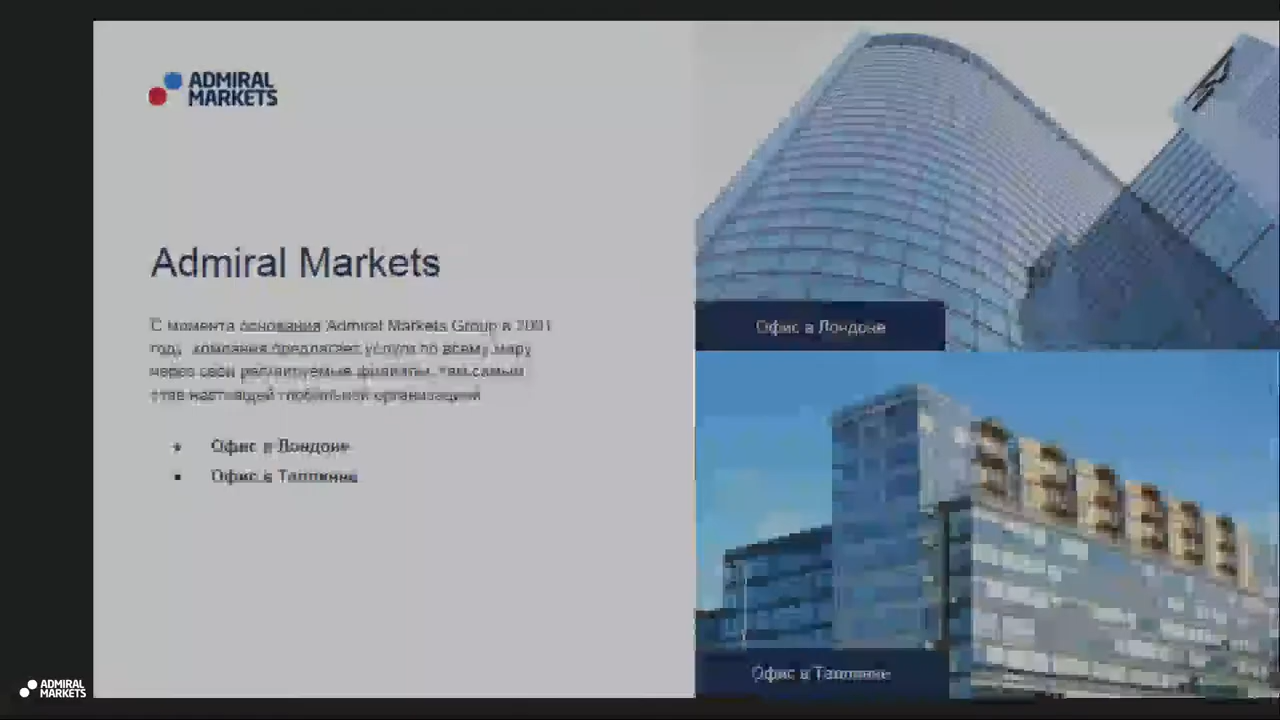 ADMIRAL
MARKETS
Admiral Markets
С момента основания Admiral Markets Group в 2001
году, компания предлагает услуги по всему миру
через свои регулируемые филиалы, тем самым
став настоящей глобальной организацией
Офис в Лондоне
Офис в Таллинне
Офис в Лондоне
Офис в Таллинне
ADMIRAL
MARKETS